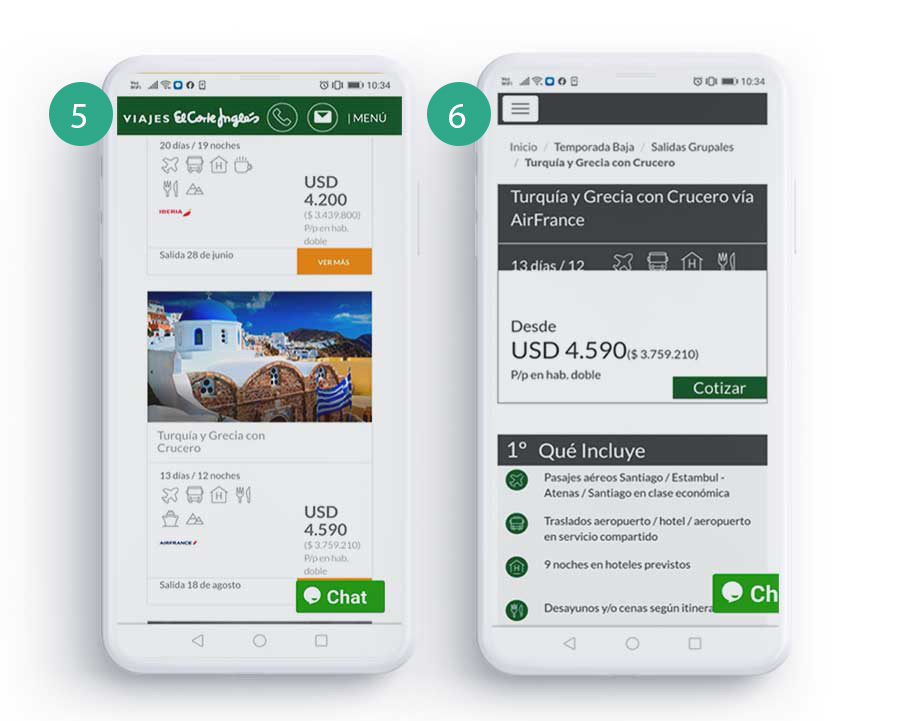 5
10:34
VIAJES El Corte Inglés | MENÚ
20 días / 19 noches
IBERIA
USD
4.200
($ 3.439.800)
P/p en hab.
doble
Salida 28 de junio
VER MÁS
Turquía y Grecia con
Crucero
13 días / 12 noches
AIRFRANCE
USD
4.590
($ 3.759.210)
P/p en hab.
doble
Salida 18 de agosto
Chat
6
10:34
Inicio / Temporada Baja / Salidas Grupales
/ Turquía y Grecia con Crucero
Turquía y Grecia con Crucero vía
AirFrance
13 días / 12
Desde
USD 4.590($ 3.759.210)
P/p en hab. doble
Cotizar
1° Qué Incluye
Pasajes aéreos Santiago / Estambul -
Atenas / Santiago en clase económica
Traslados aeropuerto / hotel / aeropuerto
en servicio compartido
9 noches en hoteles previstos
Desayunos y/o cenas según itinera
Ch